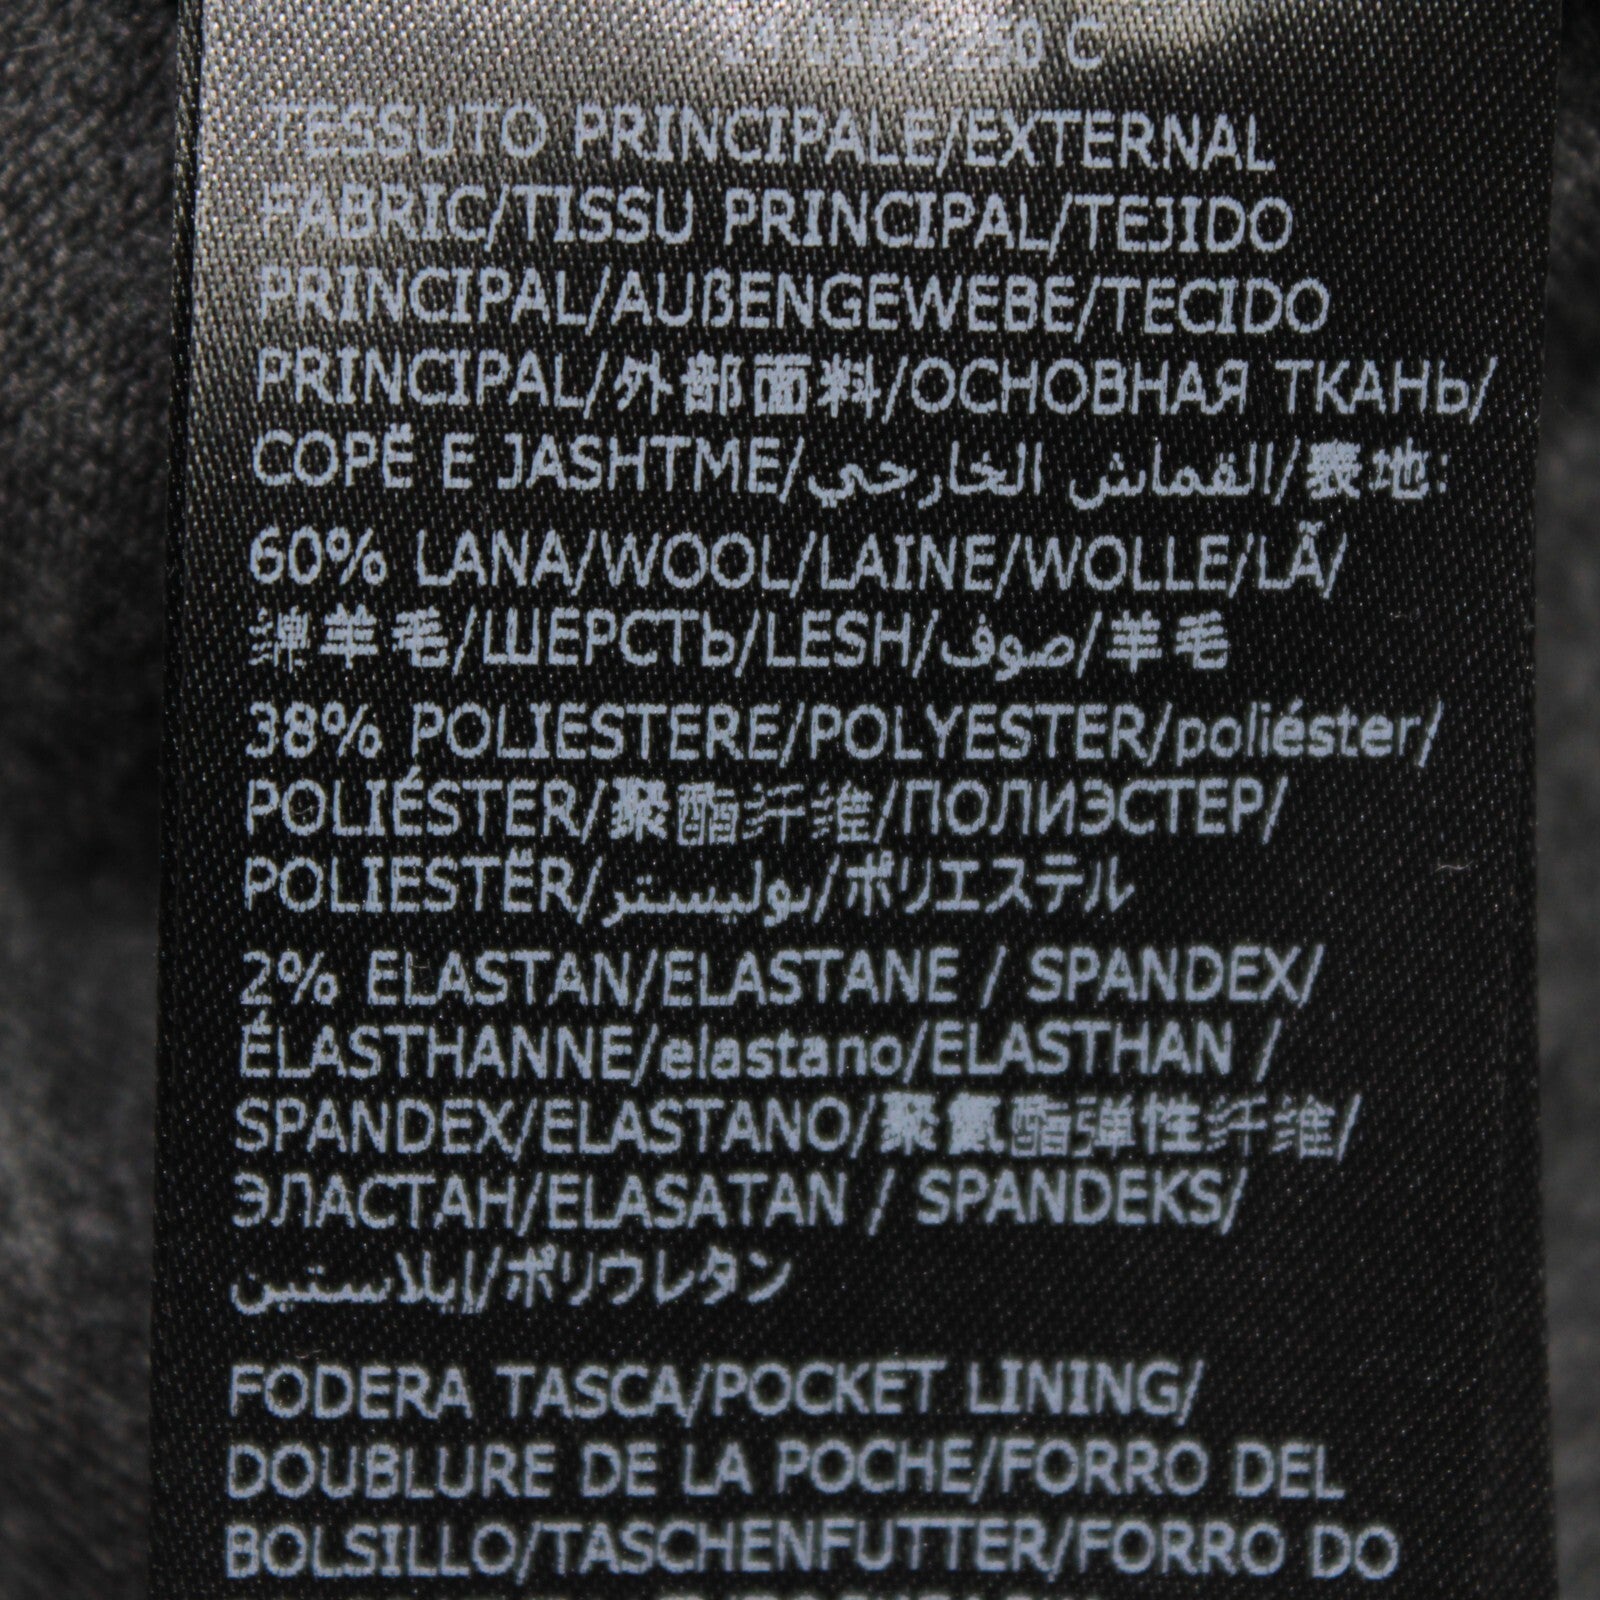 0185 250 C
TESSUTO PRINCIPALE/EXTERNAL
FABRIC/TISSU PRINCIPAL/TEJIDO
PRINCIPAL/AUßENGEWEBE/TECIDO
PRINCIPAL/外部面料/ОСНОВНАЯ ТКАНЬ/
COPË E JASHTME/القماش الخارجي/表地:
60% LANA/WOOL/LAINE/WOLLE/LÃ/
绵羊毛/ШЕРСТЬ/LESH/صوف/羊毛
38% POLIESTERE/POLYESTER/poliéster/
POLIÉSTER/聚酯纤维/ПОЛИЭСТЕР/
POLIESTËR/بوليستر/ポリエステル
2% ELASTAN/ELASTANE / SPANDEX/
ÉLASTHANNE/elastano/ELASTHAN /
SPANDEX/ELASTANO/聚氨酯弹性纤维/
ЭЛАСТАН/ELASATAN / SPANDEKS/
إيلاستين/ポリウレタン
FODERA TASCA/POCKET LINING/
DOUBLURE DE LA POCHE/FORRO DEL
BOLSILLO/TASCHENFUTTER/FORRO DO